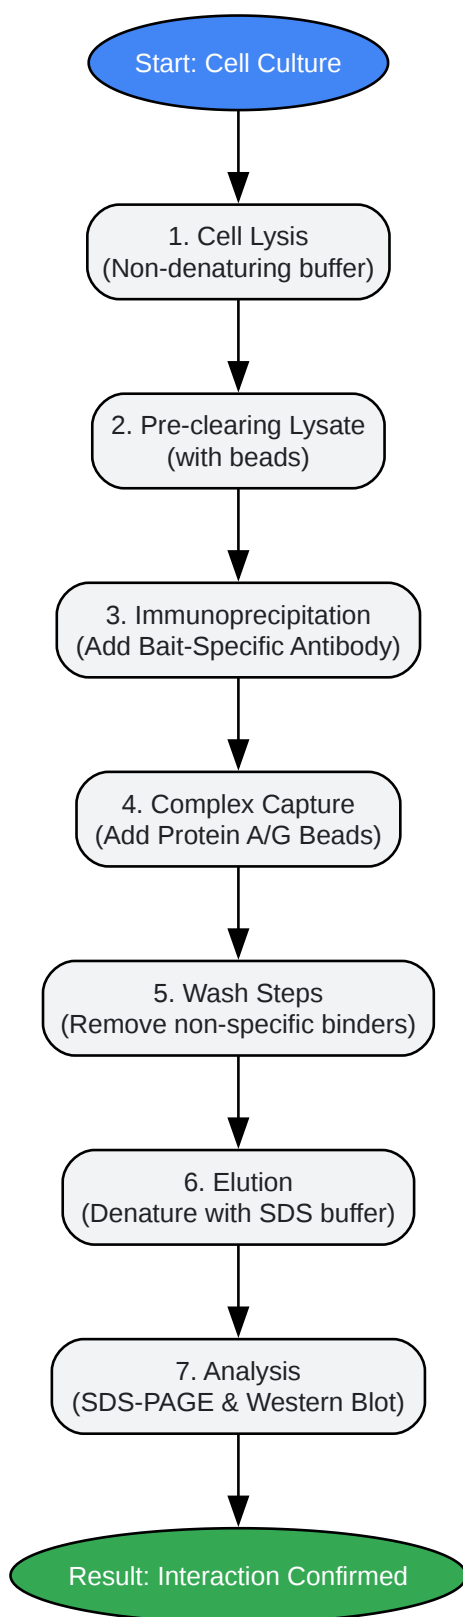 Start: Cell Culture
1. Cell Lysis
(Non-denaturing buffer)
2. Pre-clearing Lysate
(with beads)
3. Immunoprecipitation
(Add Bait-Specific Antibody)
4. Complex Capture
(Add Protein A/G Beads)
5. Wash Steps
(Remove non-specific binders)
6. Elution
(Denature with SDS buffer)
7. Analysis
(SDS-PAGE & Western Blot)
Result: Interaction Confirmed